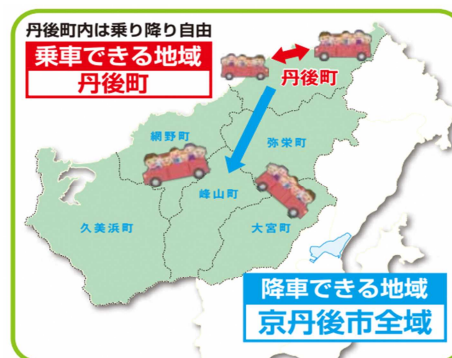 丹後町内は乗り降り自由
乗車できる地域
丹後町
丹後町
網野町
弥栄町
峰山町
久美浜町
大宮町
降車できる地域
京丹後市全域